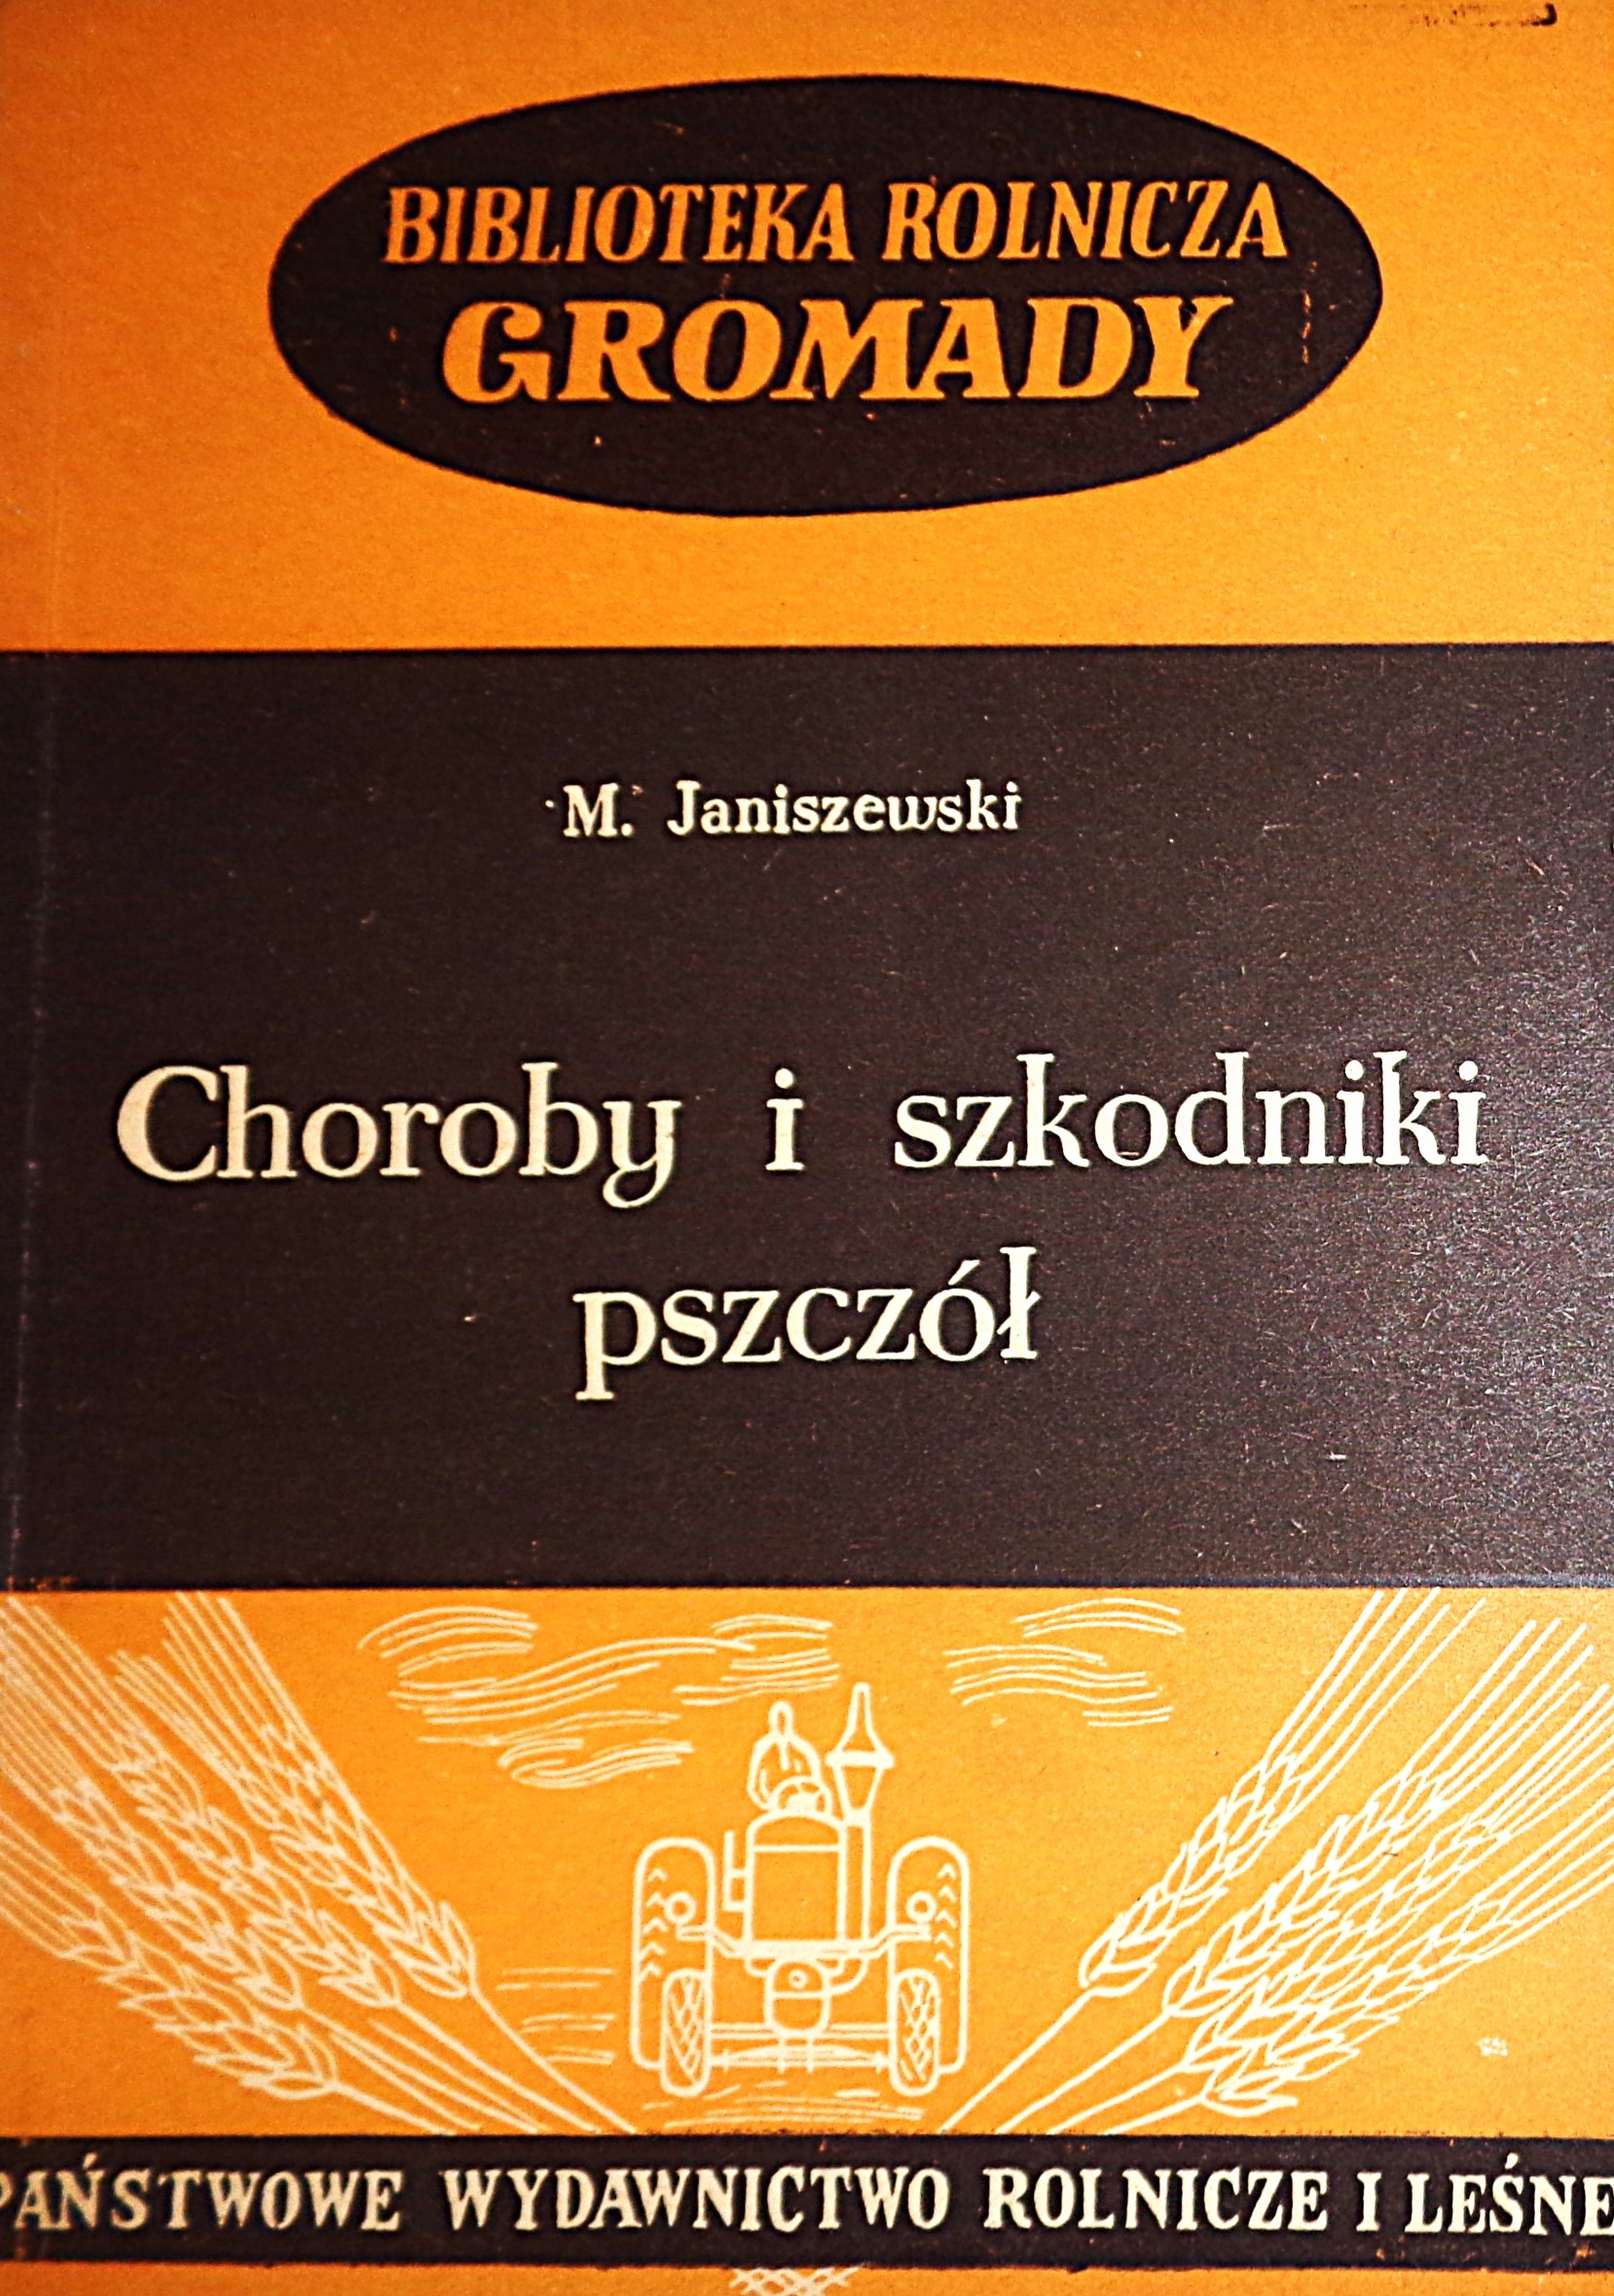 BIBLIOTEKA ROLNICZA
GROMADY
M. Janiszewski
Choroby i szkodniki
pszczół
PAŃSTWOWE WYDAWNICTWO ROLNICZE I LEŚNE